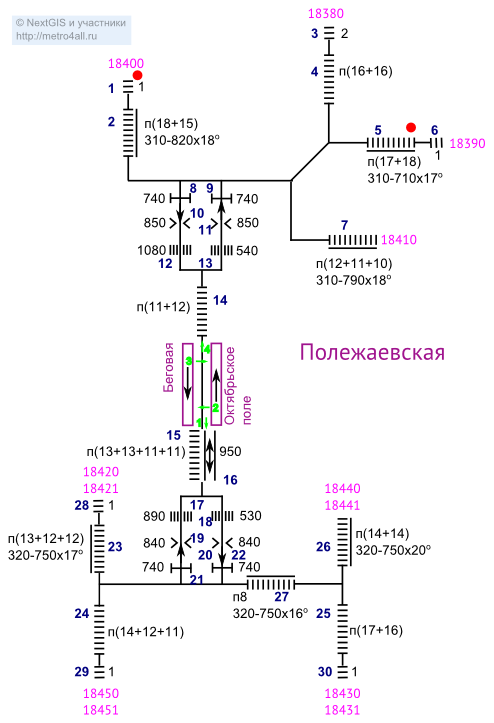 © NextGIS и участники
http://metro4all.ru
18380
3 2
18400
4 п(16+16)
1 1
2
п(18+15)
310-820x18°
5 6
18390
п(17+18) 1
310-710x17°
740 8 9 740
7
850 10 11 850
18410
1080 540
12 13
п(12+11+10)
310-790x18°
14
п(11+12)
4
3
Полежаевская
Беговая
Октябрьское
поле
2
1
15
п(13+13+11+11) 950
16
18420
18421
18440
18441
28 1
17
890 18 530
п(13+12+12)
320-750x17°
23
19
840 840
20 22
26
п(14+14)
320-750x20°
740 740
21
п8 27
320-750x16°
24
25
п(14+12+11)
п(17+16)
29 1
30 1
18450
18451
18430
18431